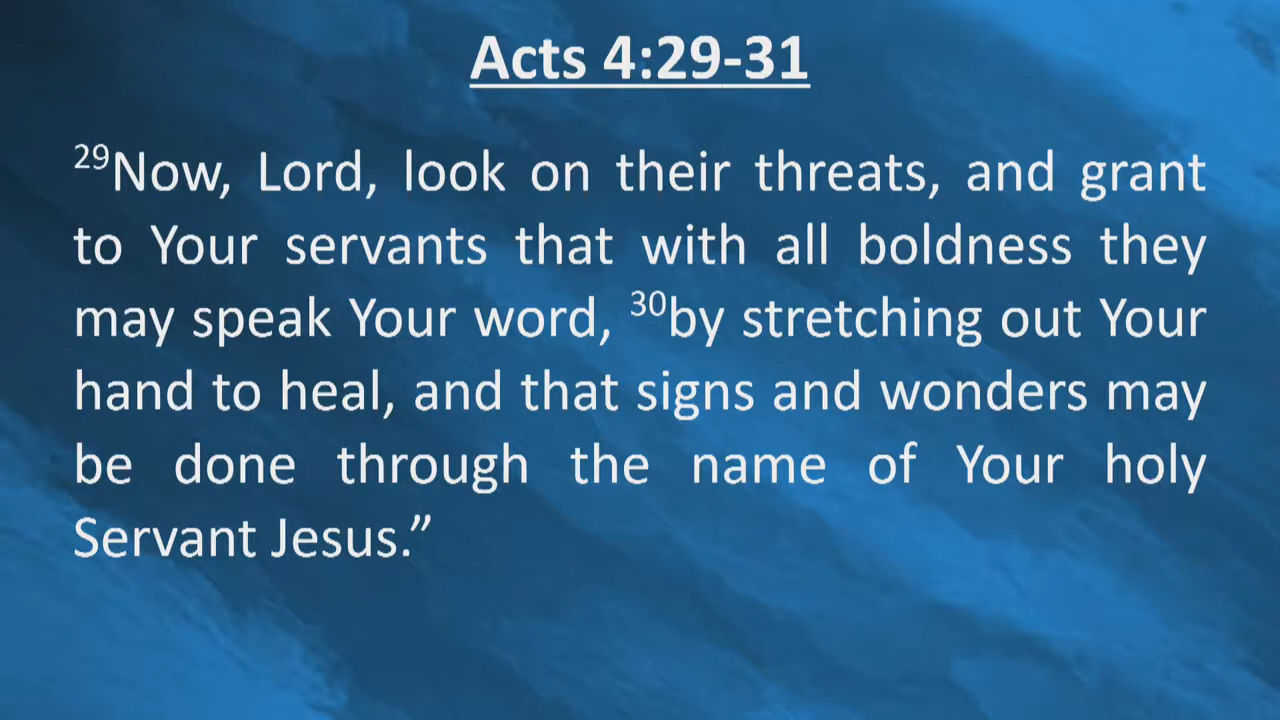 Acts 4:29-31
²⁹Now, Lord, look on their threats, and grant
to Your servants that with all boldness they
may speak Your word, ³⁰by stretching out Your
hand to heal, and that signs and wonders may
be done through the name of Your holy
Servant Jesus.”